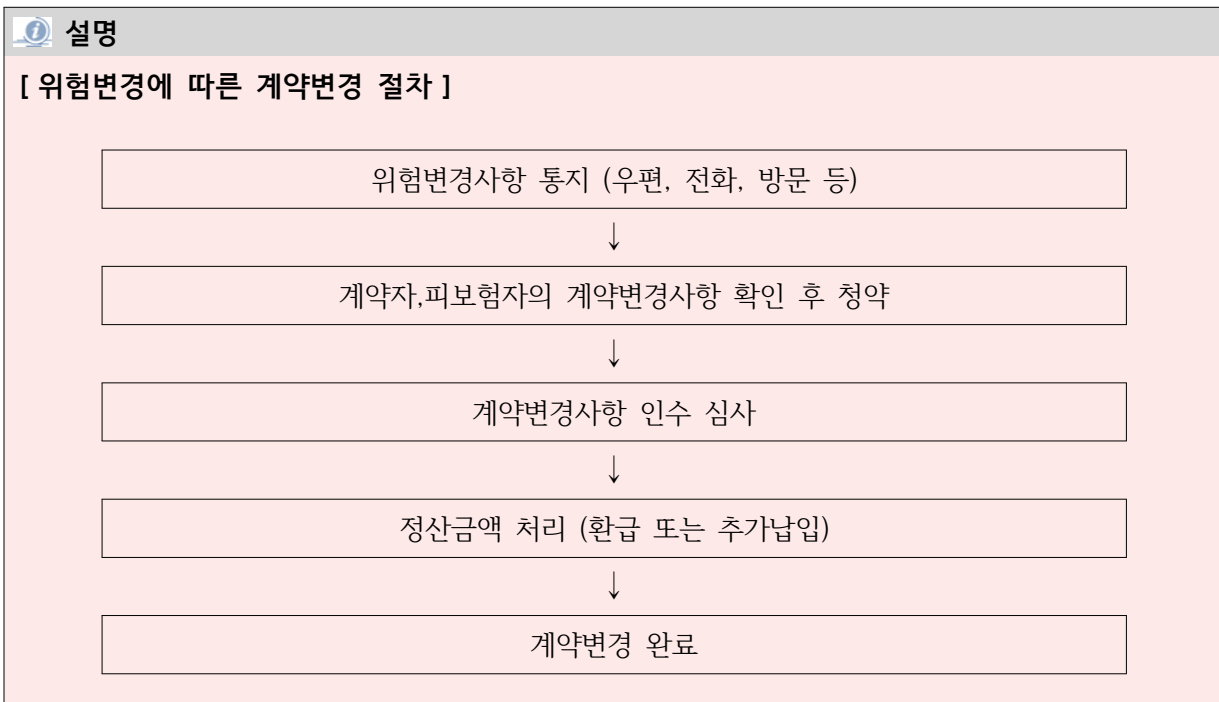 설명
[ 위험변경에 따른 계약변경 절차 ]
위험변경사항 통지 (우편, 전화, 방문 등)
↓
계약자,피보험자의 계약변경사항 확인 후 청약
↓
계약변경사항 인수 심사
↓
정산금액 처리 (환급 또는 추가납입)
↓
계약변경 완료